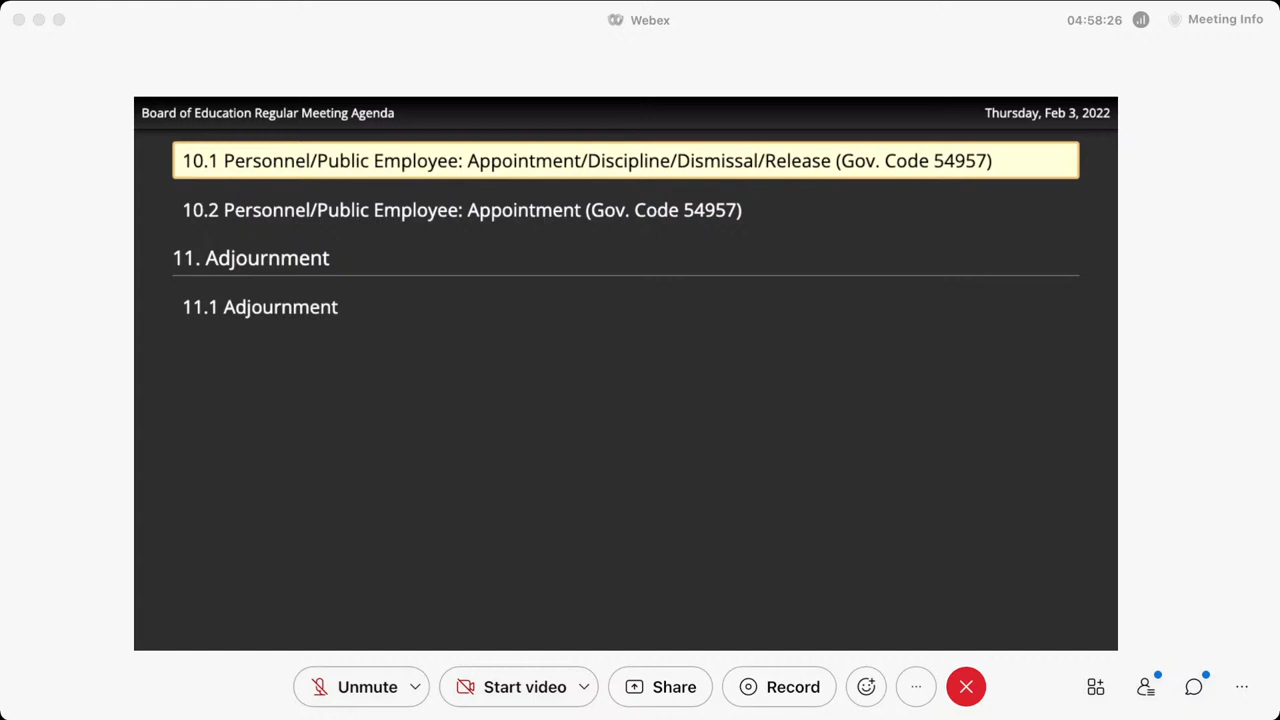 Webex
04:58:26
Meeting Info
Board of Education Regular Meeting Agenda
Thursday, Feb 3, 2022
10.1 Personnel/Public Employee: Appointment/Discipline/Dismissal/Release (Gov. Code 54957)
10.2 Personnel/Public Employee: Appointment (Gov. Code 54957)
11. Adjournment
11.1 Adjournment
Unmute
Start video
Share
Record